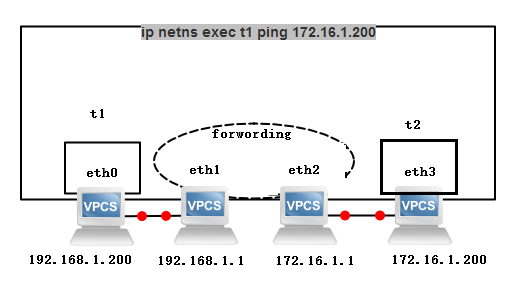 ip netns exec t1 ping 172.16.1.200
t1
t2
forwording
eth0
eth1
eth2
eth3
VPCS
VPCS
VPCS
VPCS
192.168.1.200
192.168.1.1
172.16.1.1
172.16.1.200